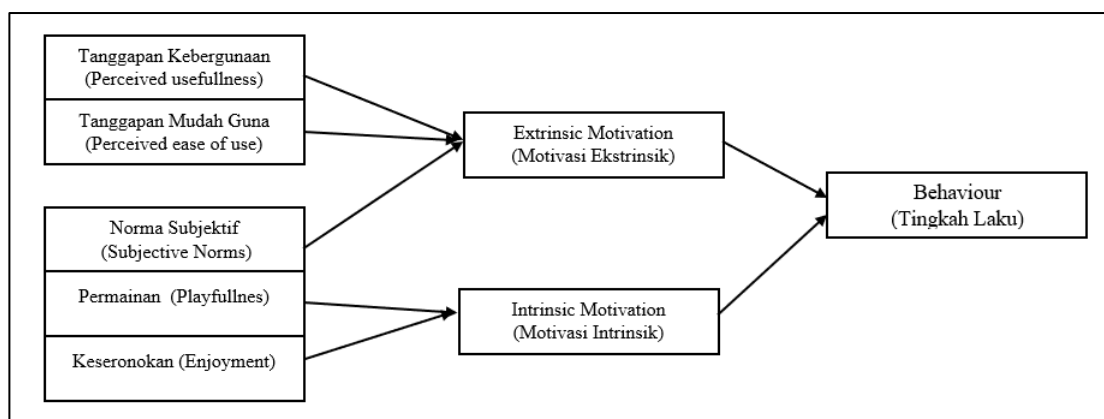 Tanggapan Kebergunaan
(Perceived usefullness)
Tanggapan Mudah Guna
(Perceived ease of use)
Norma Subjektif
(Subjective Norms)
Permainan (Playfullnes)
Keseronokan (Enjoyment)
Extrinsic Motivation
(Motivasi Ekstrinsik)
Intrinsic Motivation
(Motivasi Intrinsik)
Behaviour
(Tingkah Laku)